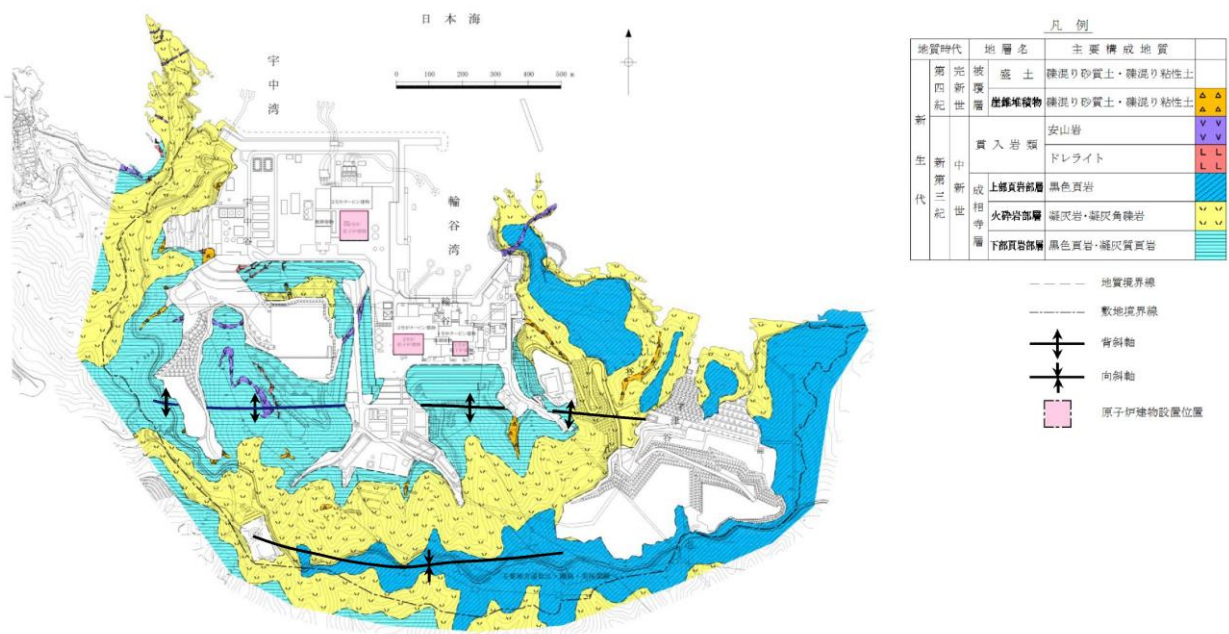 日本海
宇中湾
0 100 200 300 400 500 m
輪谷湾
凡例
地質時代 地層名 主要構成地質
新生代
第四紀 完新世 被覆層
盛土 礫混り砂質土・礫混り粘性土
崖錐堆積物 礫混り砂質土・礫混り粘性土
新第三紀 中新世
貫入岩類 安山岩
ドレライト
成相寺層
上部頁岩部層 黒色頁岩
火砕岩部層 凝灰岩・凝灰角礫岩
下部頁岩部層 黒色頁岩・凝灰質頁岩
地質境界線
敷地境界線
背斜軸
向斜軸
原子炉建物設置位置